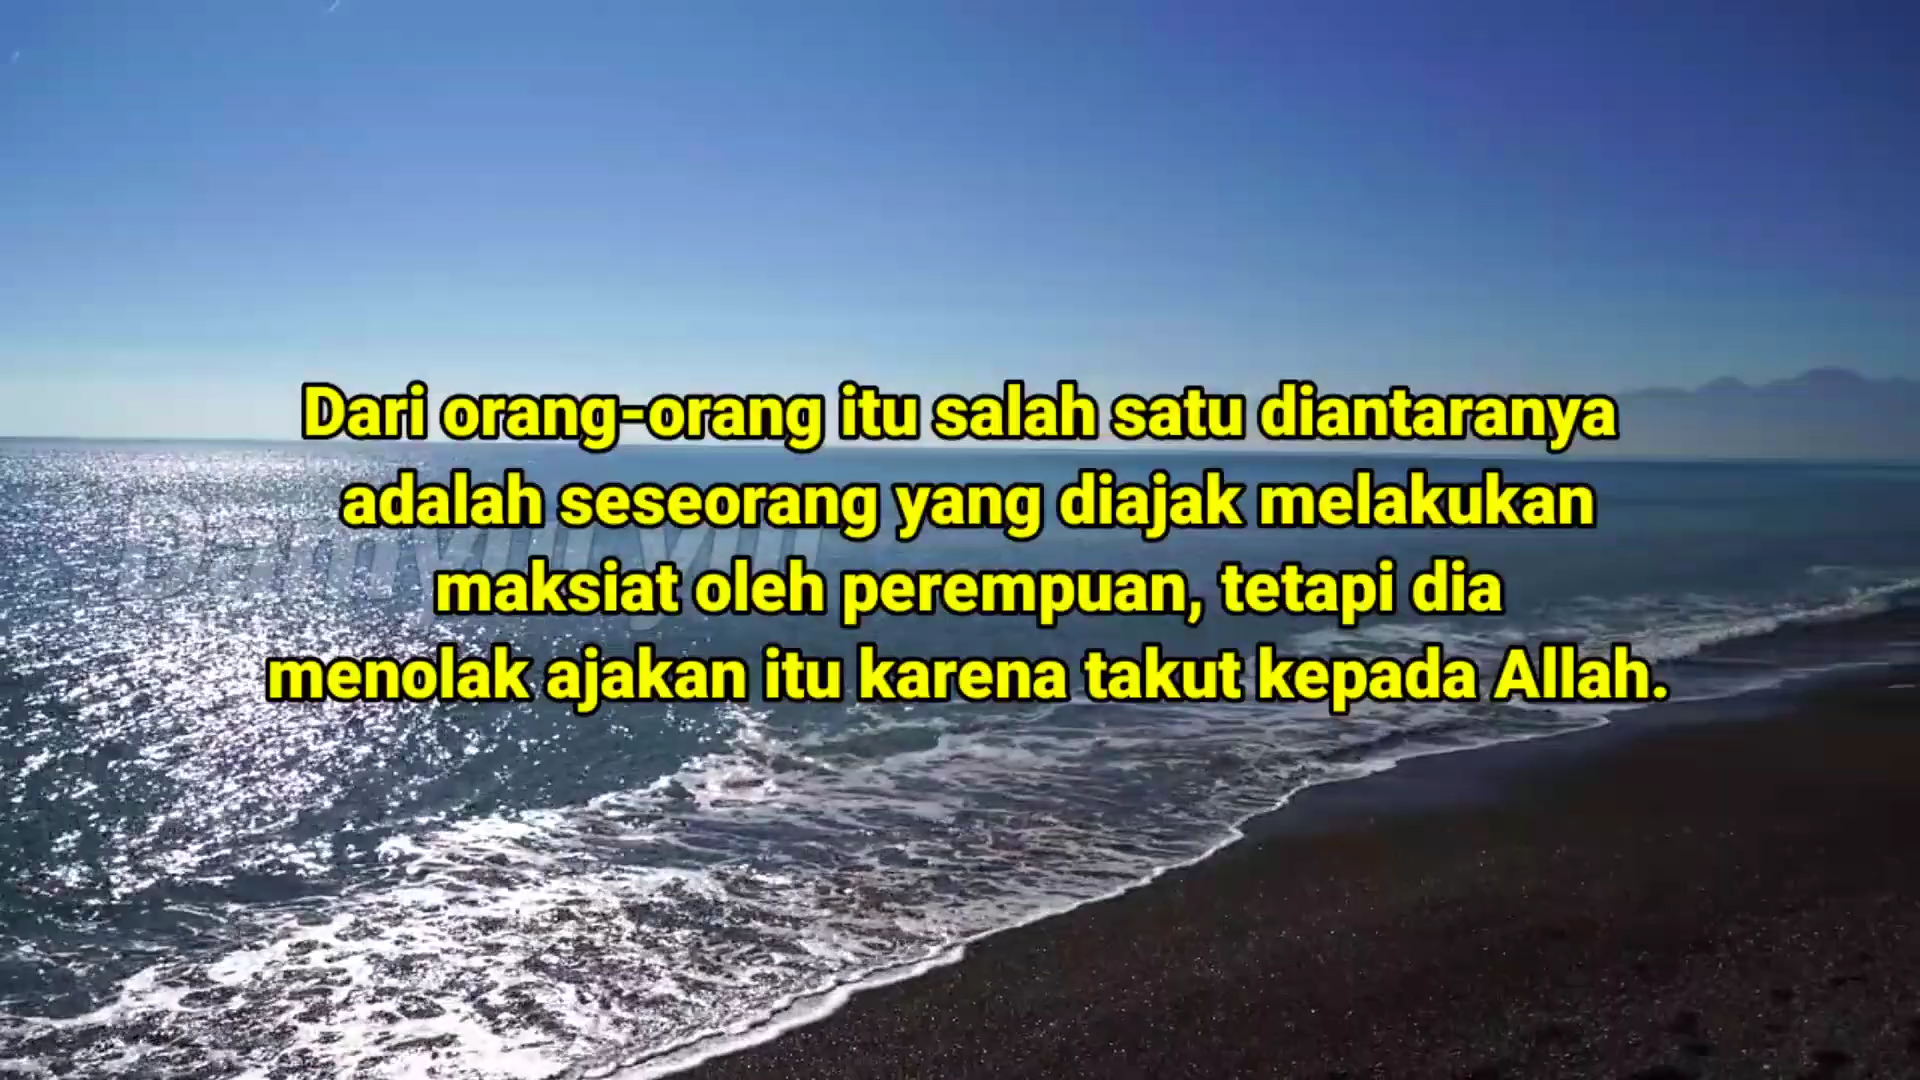 Dari orang-orang itu salah satu diantaranya
adalah seseorang yang diajak melakukan
maksiat oleh perempuan, tetapi dia
menolak ajakan itu karena takut kepada Allah.